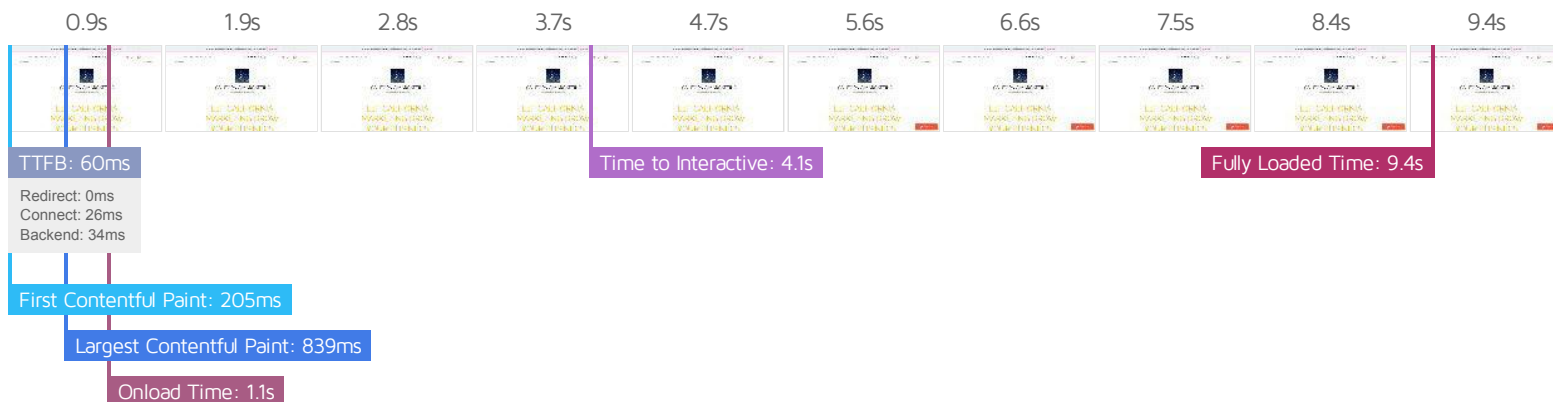 0.9s 1.9s 2.8s 3.7s 4.7s 5.6s 6.6s 7.5s 8.4s 9.4s
TTFB: 60ms
Redirect: 0ms
Connect: 26ms
Backend: 34ms
Time to Interactive: 4.1s
Fully Loaded Time: 9.4s
First Contentful Paint: 205ms
Largest Contentful Paint: 839ms
Onload Time: 1.1s